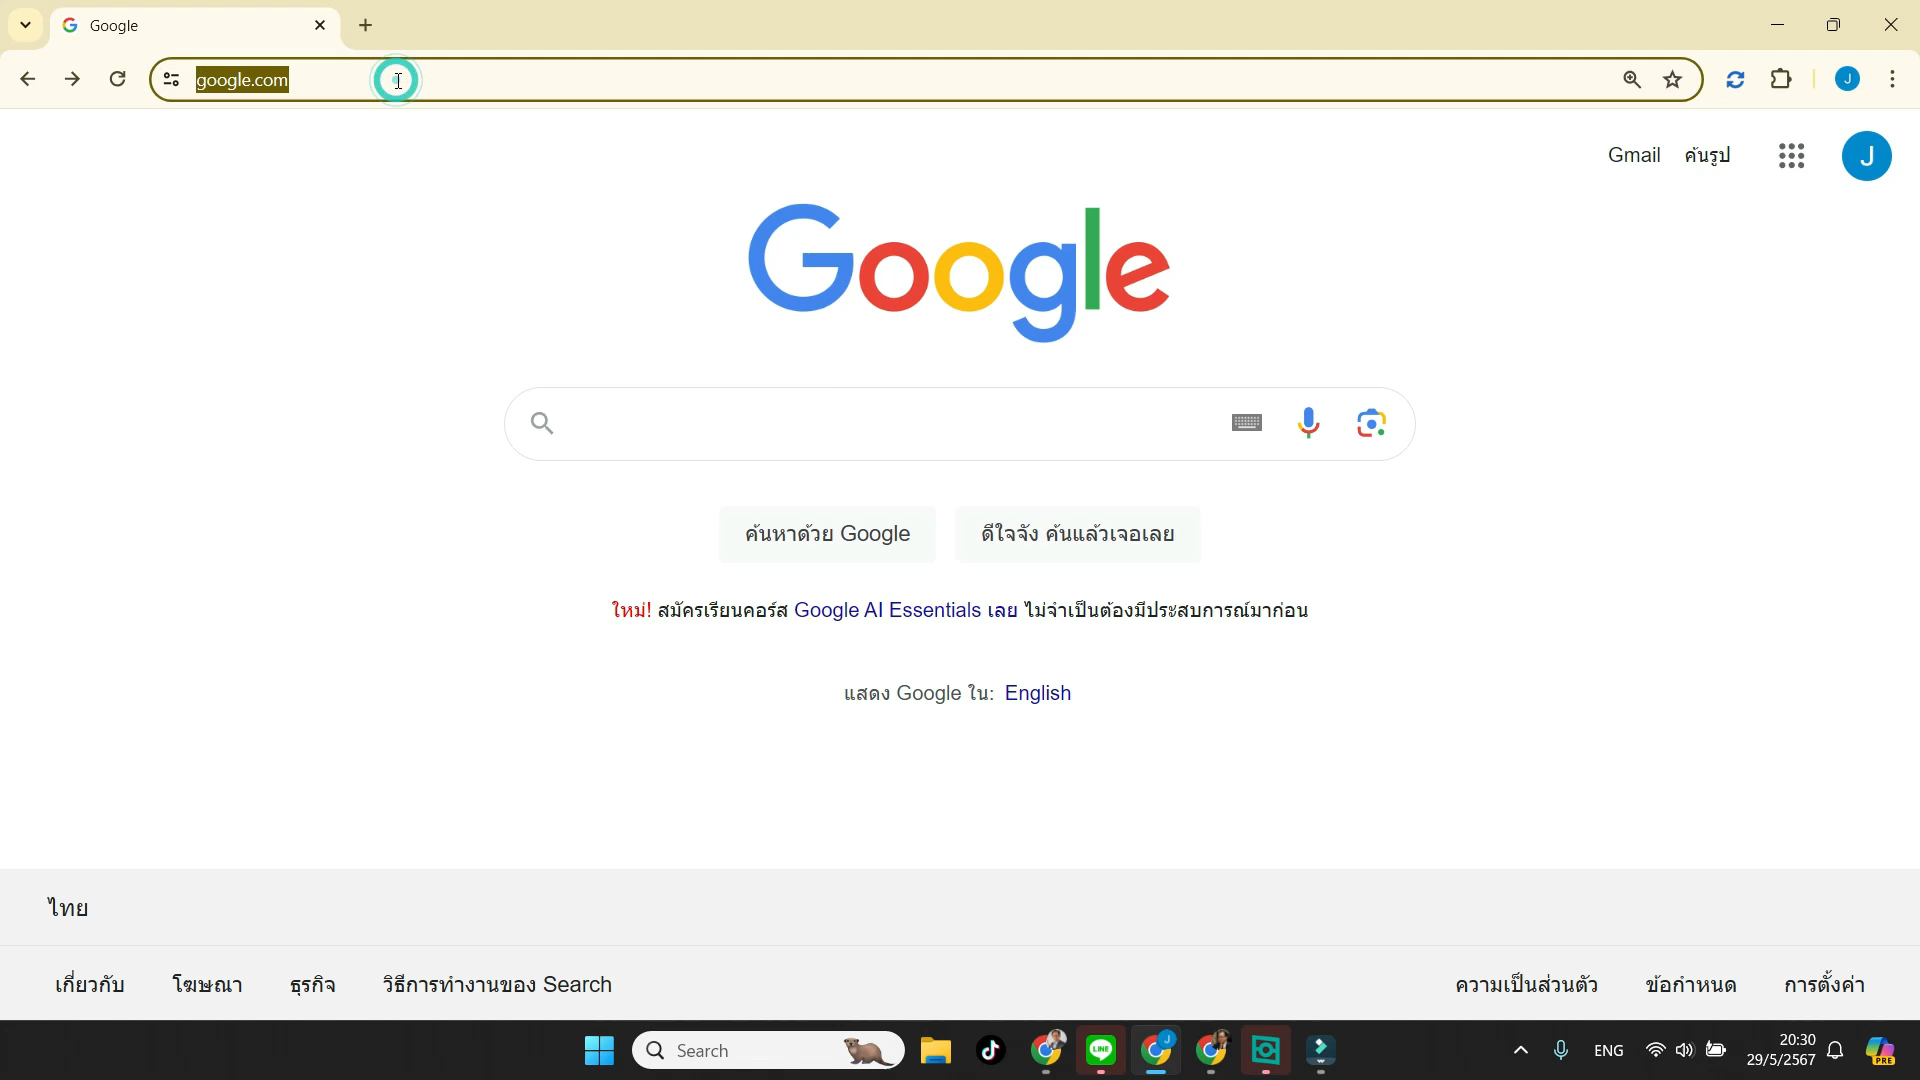 Google
google.com
J
Gmail
ค้นรูป
J
Google
ค้นหาด้วย Google
ดีใจจัง ค้นแล้วเจอเลย
ใหม่! สมัครเรียนคอร์ส Google AI Essentials เลย ไม่จำเป็นต้องมีประสบการณ์มาก่อน
แสดง Google ใน: English
ไทย
เกี่ยวกับ
โฆษณา
ธุรกิจ
วิธีการทำงานของ Search
ความเป็นส่วนตัว
ข้อกำหนด
การตั้งค่า
Search
LINE
J
ENG
20:30
29/5/2567
PRE